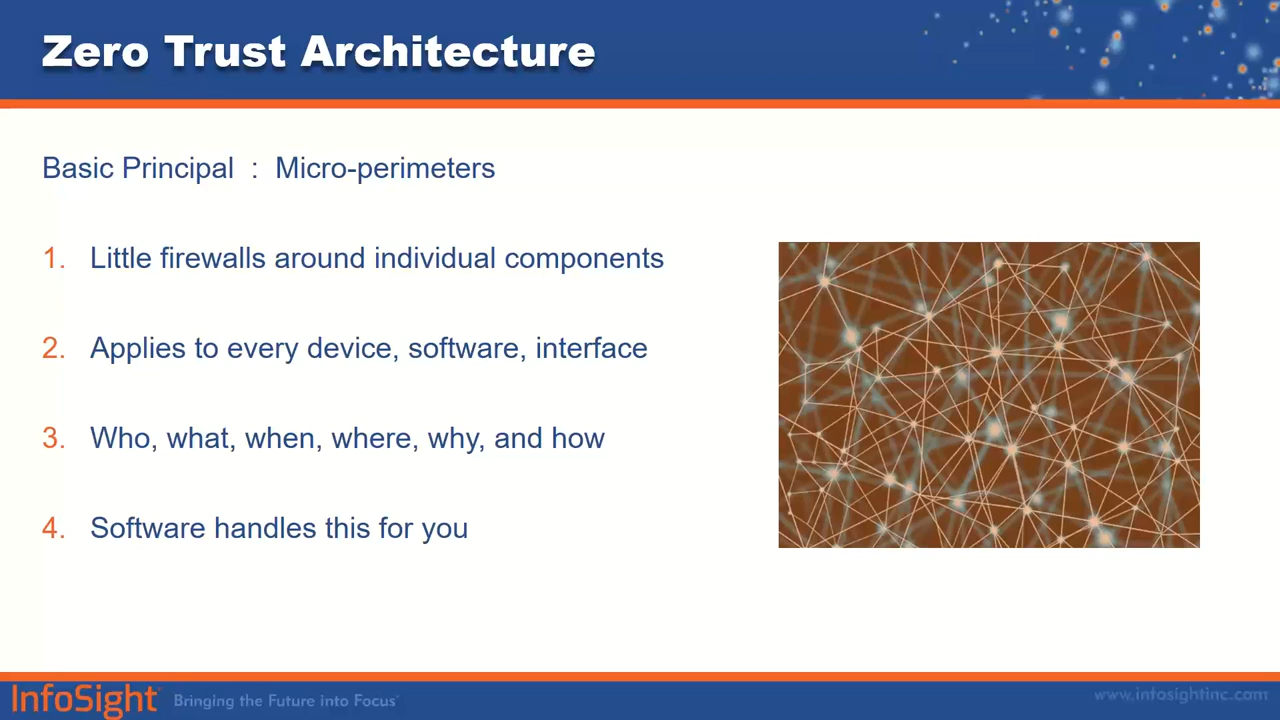 Zero Trust Architecture
Basic Principal : Micro-perimeters
1. Little firewalls around individual components
2. Applies to every device, software, interface
3. Who, what, when, where, why, and how
4. Software handles this for you
InfoSight Bringing the Future into Focus
www.infosightinc.com